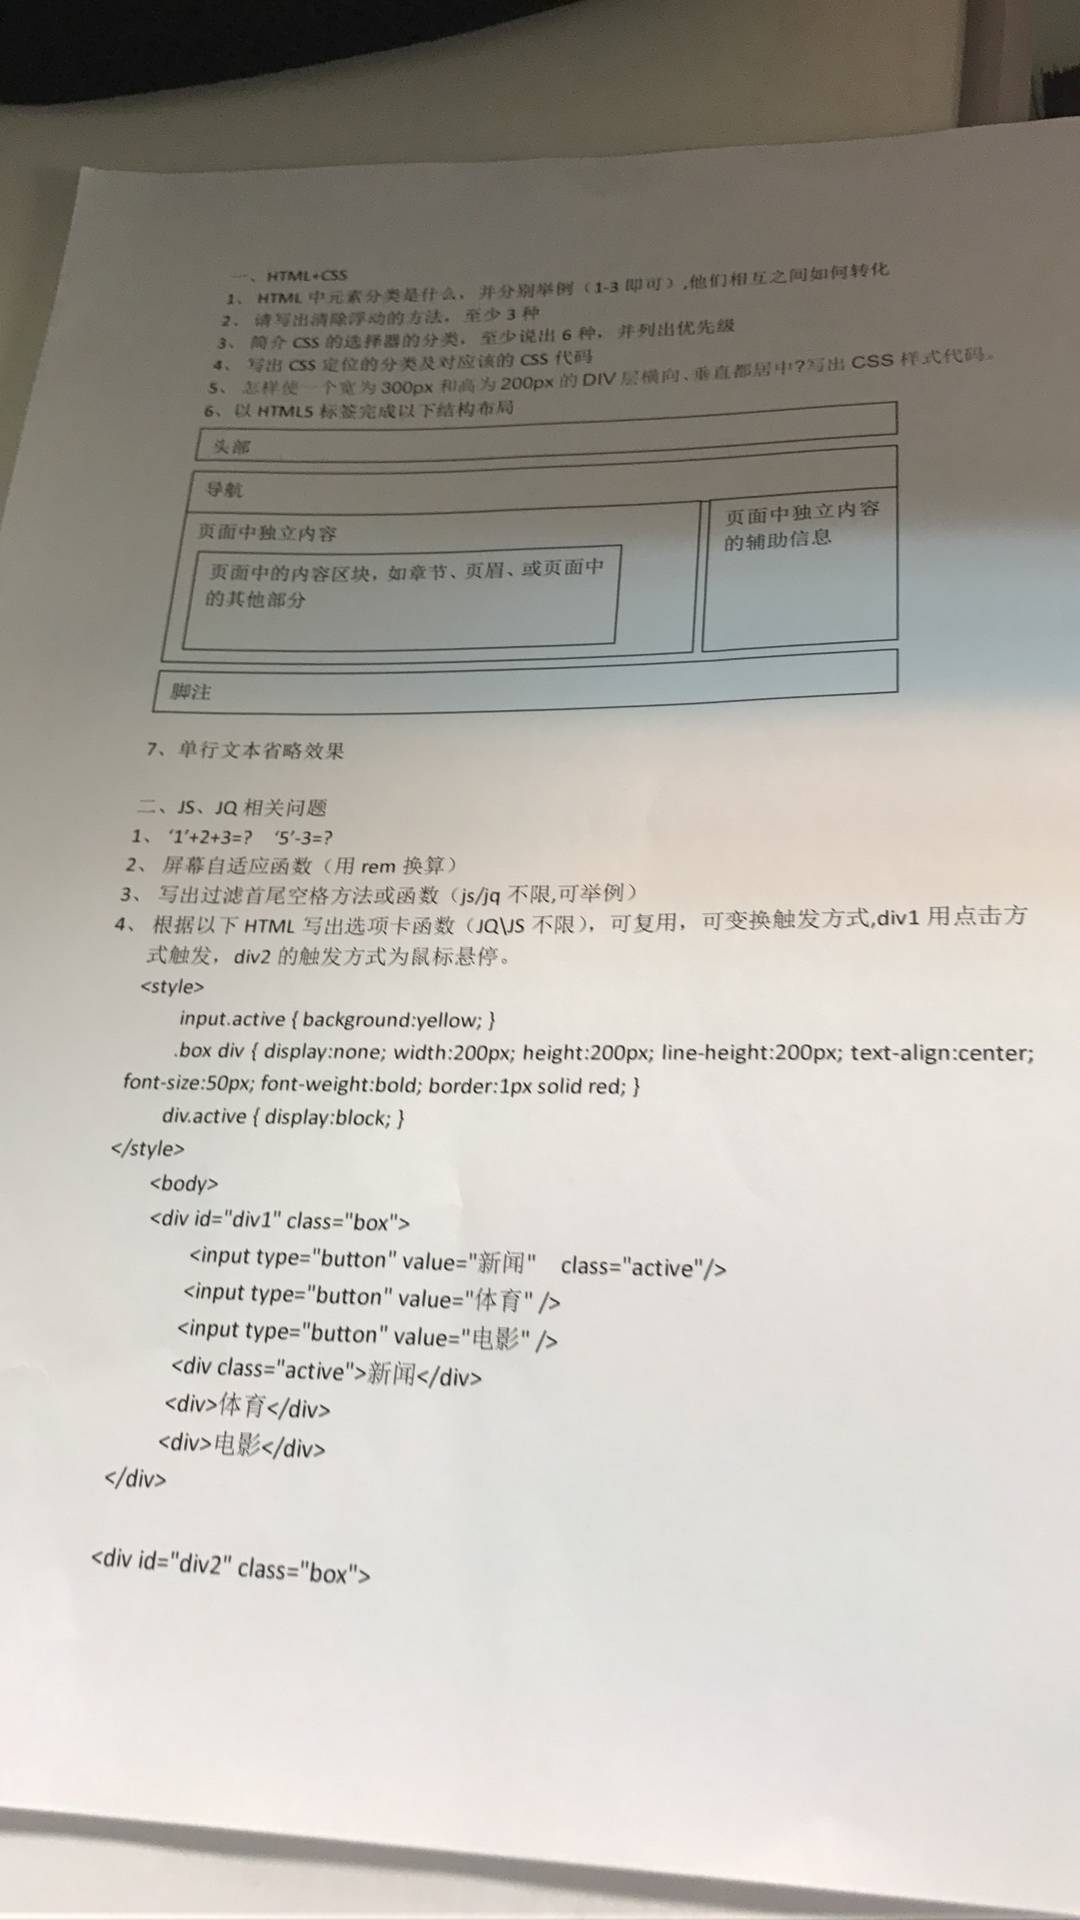 一、HTML+CSS
1、 HTML 中元素分类是什么，并分别举例（1-3 即可）,他们相互之间如何转化
2、 请写出清除浮动的方法，至少 3 种
3、 简介 CSS 的选择器的分类，至少说出 6 种，并列出优先级
4、 写出 CSS 定位的分类及对应该的 CSS 代码
5、 怎样使一个宽为 300px 和高为 200px 的 DIV 层横向、垂直都居中?写出 CSS 样式代码。
6、以 HTML5 标签完成以下结构布局
头部
导航
页面中独立内容
页面中的内容区块，如章节、页眉、或页面中
的其他部分
页面中独立内容
的辅助信息
脚注
7、单行文本省略效果
二、JS、JQ 相关问题
1、 ‘1’+2+3=? ‘5’-3=?
2、 屏幕自适应函数（用 rem 换算）
3、 写出过滤首尾空格方法或函数（js/jq 不限,可举例）
4、 根据以下 HTML 写出选项卡函数（JQ\JS 不限），可复用，可变换触发方式,div1 用点击方
式触发，div2 的触发方式为鼠标悬停。
<style>
input.active { background:yellow; }
.box div { display:none; width:200px; height:200px; line-height:200px; text-align:center;
font-size:50px; font-weight:bold; border:1px solid red; }
div.active { display:block; }
</style>
<body>
<div id="div1" class="box">
<input type="button" value="新闻" class="active"/>
<input type="button" value="体育" />
<input type="button" value="电影" />
<div class="active">新闻</div>
<div>体育</div>
<div>电影</div>
</div>
<div id="div2" class="box">